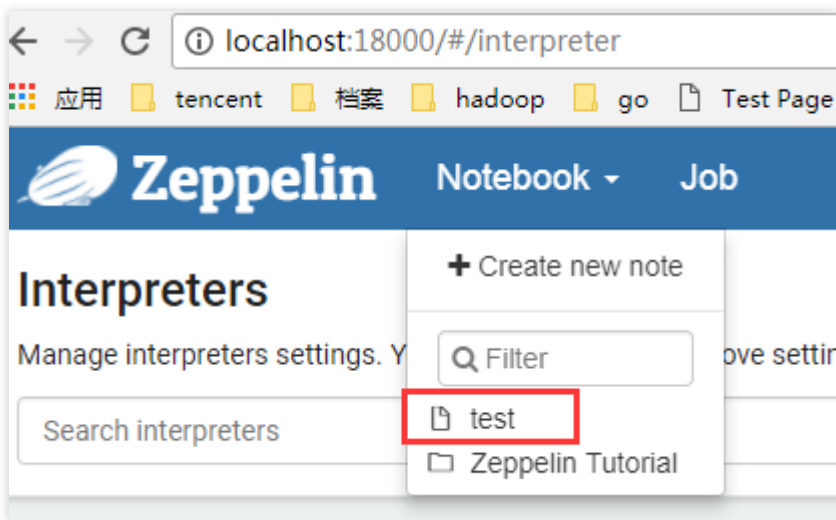 localhost:18000/#/interpreter
应用 tencent 档案 hadoop go Test Page
Zeppelin Notebook Job
Create new note
Interpreters
Manage interpreters settings. Y
Filter
ove settin
Search interpreters
test
Zeppelin Tutorial